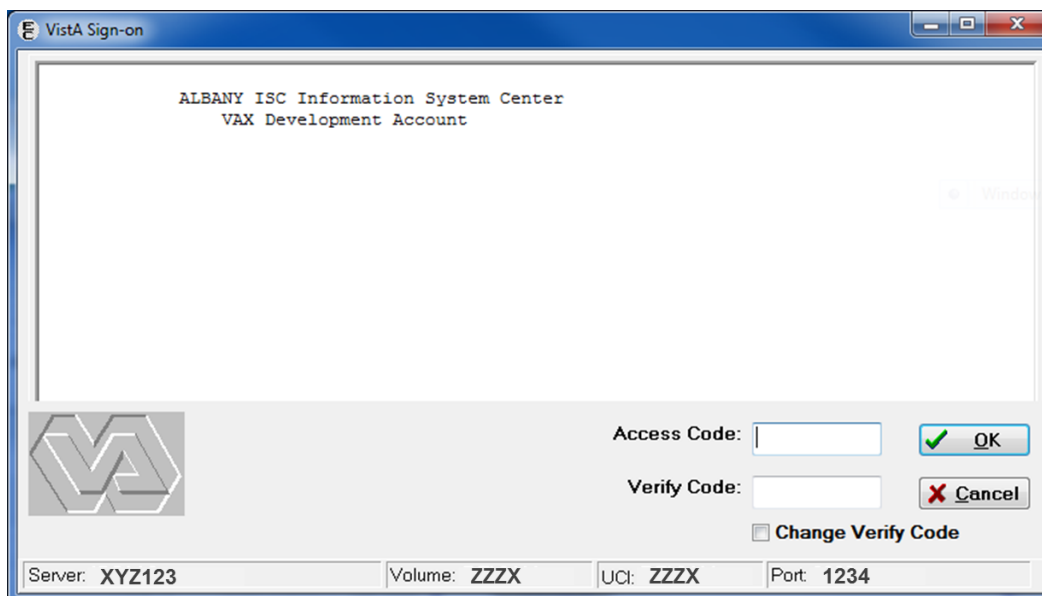 VistA Sign-on
ALBANY ISC Information System Center
VAX Development Account
Window
Access Code:
OK
Verify Code:
Cancel
Change Verify Code
Server: XYZ123 Volume: ZZZX UCI: ZZZX Port: 1234